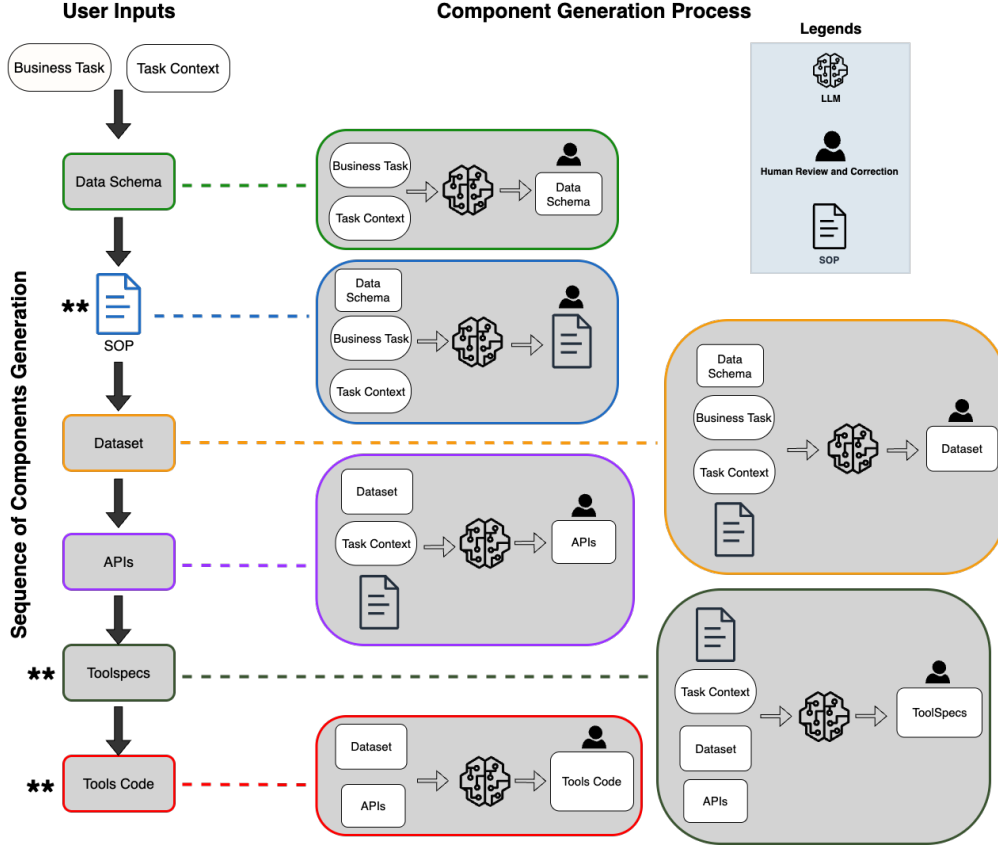 User Inputs
Component Generation Process
Business Task
Task Context
Legends
LLM
Human Review and Correction
SOP
Sequence of Components Generation
Data Schema
Business Task
Task Context
Data
Schema
**
SOP
Data
Schema
Business Task
Task Context
Dataset
Data
Schema
Business Task
Task Context
Dataset
APIs
Dataset
Task Context
APIs
**
Toolspecs
Task Context
Dataset
APIs
ToolSpecs
**
Tools Code
Dataset
APIs
Tools Code